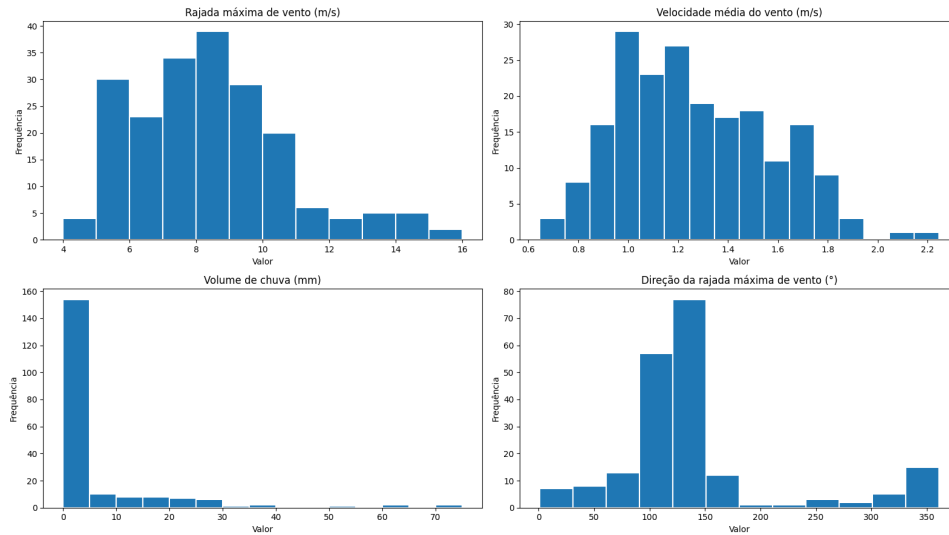 Rajada máxima de vento (m/s)
40
35
30
25
20
15
10
5
0
Frequência
4 6 8 10 12 14 16
Valor
Velocidade média do vento (m/s)
30
25
20
15
10
5
0
Frequência
0.6 0.8 1.0 1.2 1.4 1.6 1.8 2.0 2.2
Valor
Volume de chuva (mm)
160
140
120
100
80
60
40
20
0
Frequência
0 10 20 30 40 50 60 70
Valor
Direção da rajada máxima de vento (°)
80
70
60
50
40
30
20
10
0
Frequência
0 50 100 150 200 250 300 350
Valor